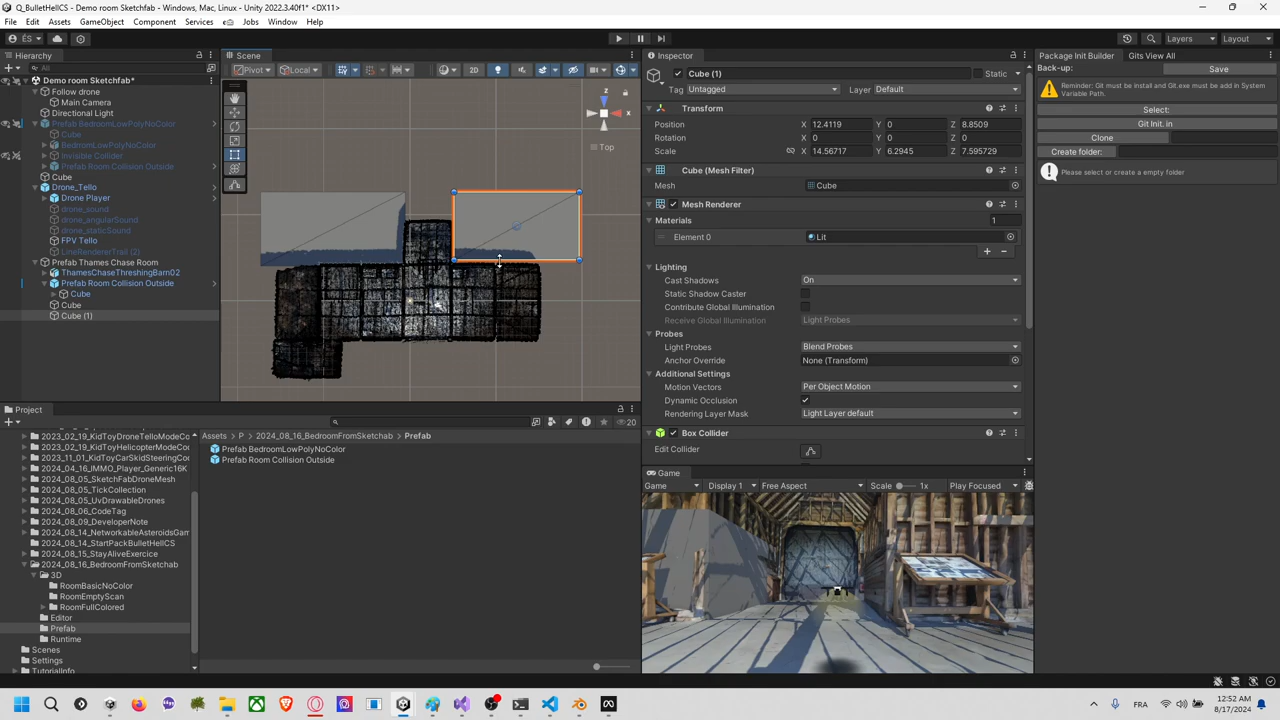 Q_BulletHellCS - Demo room Sketchfab - Windows, Mac, Linux - Unity 2022.3.40f1* <DX11>
File Edit Assets GameObject Component Services Jobs Window Help
ÉS Layers Layout
Hierarchy
All
Demo room Sketchfab*
Follow drone
Main Camera
Directional Light
Prefab BedroomLowPolyNoColor
Cube
BedrromLowPolyNoColor
Invisible Collider
Prefab Room Collision Outside
Cube
Drone_Tello
Drone Player
drone_sound
drone_angularSound
drone_staticSound
FPV Tello
LineRendererTrail (2)
Prefab Thames Chase Room
ThamesChaseThreshingBarn02
Prefab Room Collision Outside
Cube
Cube
Cube (1)
Scene
Pivot Local 2D
z
x
Top
Inspector
Cube (1) Static
Tag Untagged Layer Default
Transform
Position X 12.4119 Y 0 Z 8.8509
Rotation X 0 Y 0 Z 0
Scale X 14.56717 Y 6.2945 Z 7.595729
Cube (Mesh Filter)
Mesh Cube
Mesh Renderer
Materials 1
Element 0 Lit
Lighting
Cast Shadows On
Static Shadow Caster
Contribute Global Illumination
Receive Global Illumination Light Probes
Probes
Light Probes Blend Probes
Anchor Override None (Transform)
Additional Settings
Motion Vectors Per Object Motion
Dynamic Occlusion
Rendering Layer Mask Light Layer default
Box Collider
Edit Collider
Package Init Builder Gits View All
Back-up: Save
Reminder: Git must be install and Git.exe must be add in System
Variable Path.
Select:
Git Init. in
Clone
Create folder:
Please select or create a empty folder
Project
20
2023_02_19_KidToyDroneTelloModeCo
2023_02_19_KidToyHelicopterModeCo
2023_11_01_KidToyCarSkidSteeringCo
2024_04_16_IMMO_Player_Generic16K
2024_08_05_SketchFabDroneMesh
2024_08_05_TickCollection
2024_08_05_UvDrawableDrones
2024_08_06_CodeTag
2024_08_09_DeveloperNote
2024_08_14_NetworkableAsteroidsGam
2024_08_14_StartPackBulletHellCS
2024_08_15_StayAliveExercice
2024_08_16_BedroomFromSketchab
3D
RoomBasicNoColor
RoomEmptyScan
RoomFullColored
Editor
Prefab
Runtime
Scenes
Settings
TutorialInfo
Assets > P > 2024_08_16_BedroomFromSketchab > Prefab
Prefab BedroomLowPolyNoColor
Prefab Room Collision Outside
Game
Game Display 1 Free Aspect Scale 1x Play Focused
FRA 12:52 AM
8/17/2024